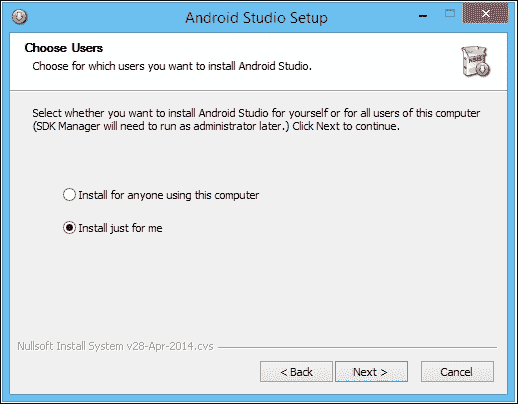 Android Studio Setup
Choose Users
Choose for which users you want to install Android Studio.
Select whether you want to install Android Studio for yourself or for all users of this computer
(SDK Manager will need to run as administrator later.) Click Next to continue.
Install for anyone using this computer
Install just for me
Nullsoft Install System v28-Apr-2014.cvs
< Back
Next >
Cancel